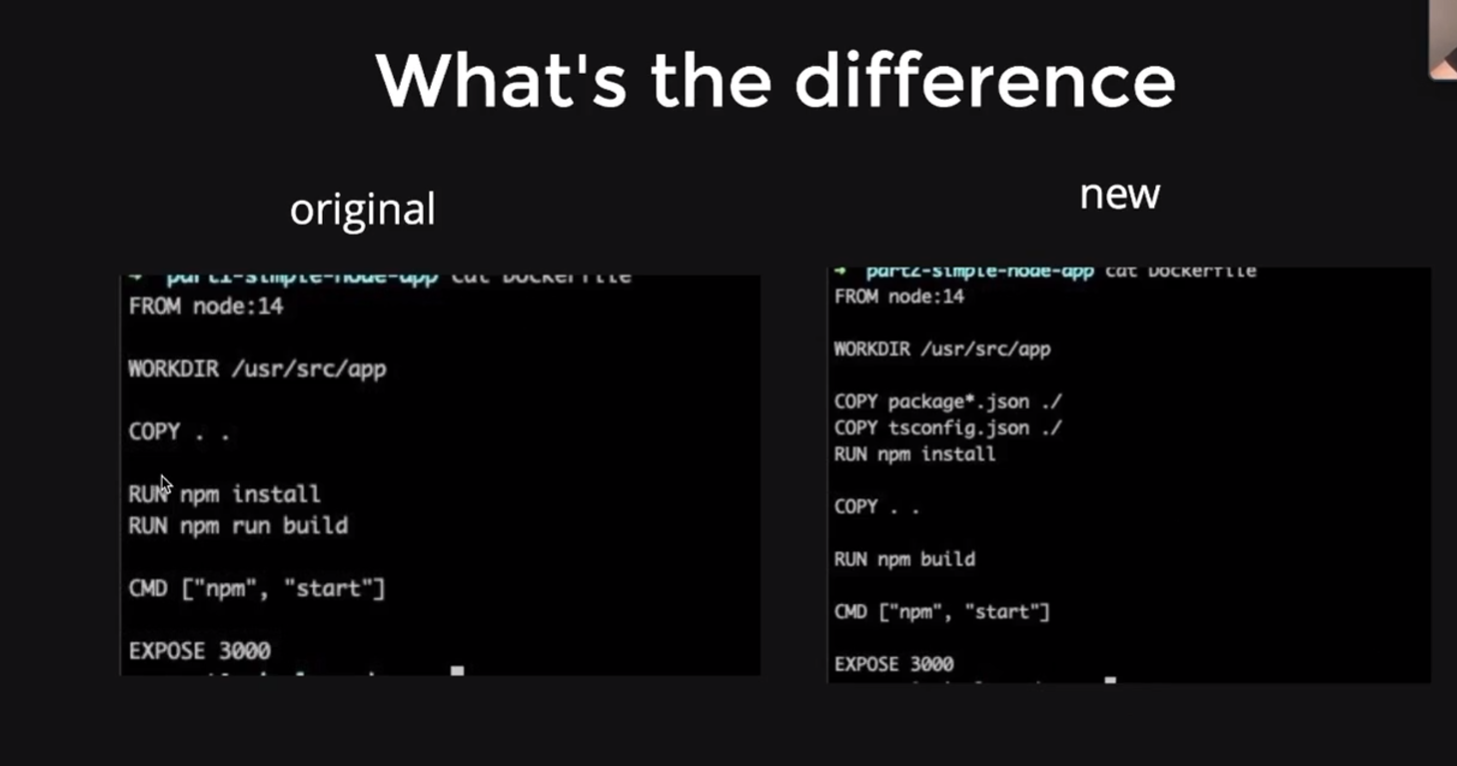 What's the difference
original
new
part1-simple-node-app cat Dockerfile
FROM node:14
WORKDIR /usr/src/app
COPY . .
RUN npm install
RUN npm run build
CMD ["npm", "start"]
EXPOSE 3000
part2-simple-node-app cat Dockerfile
FROM node:14
WORKDIR /usr/src/app
COPY package*.json ./
COPY tsconfig.json ./
RUN npm install
COPY . .
RUN npm build
CMD ["npm", "start"]
EXPOSE 3000